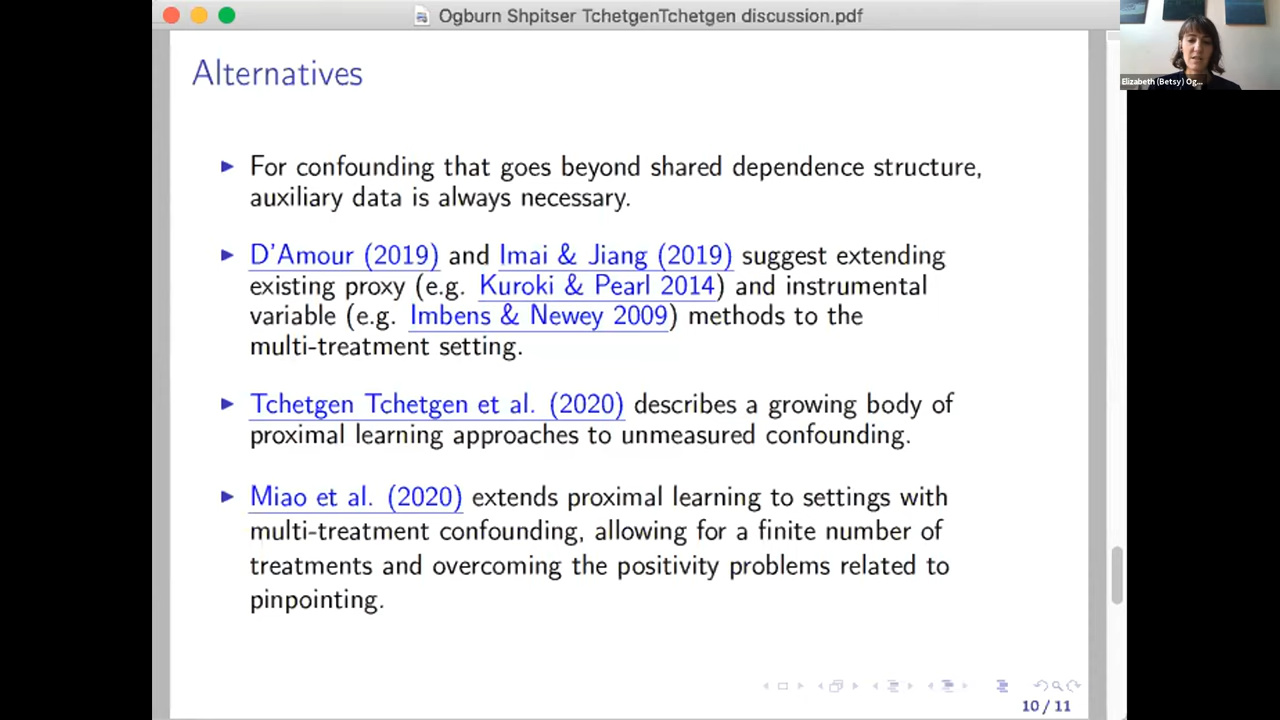 Ogburn Shpitser TchetgenTchetgen discussion.pdf
Elizabeth (Betsy) Og...
Alternatives
For confounding that goes beyond shared dependence structure,
auxiliary data is always necessary.
D'Amour (2019) and Imai & Jiang (2019) suggest extending
existing proxy (e.g. Kuroki & Pearl 2014) and instrumental
variable (e.g. Imbens & Newey 2009) methods to the
multi-treatment setting.
Tchetgen Tchetgen et al. (2020) describes a growing body of
proximal learning approaches to unmeasured confounding.
Miao et al. (2020) extends proximal learning to settings with
multi-treatment confounding, allowing for a finite number of
treatments and overcoming the positivity problems related to
pinpointing.
10 / 11